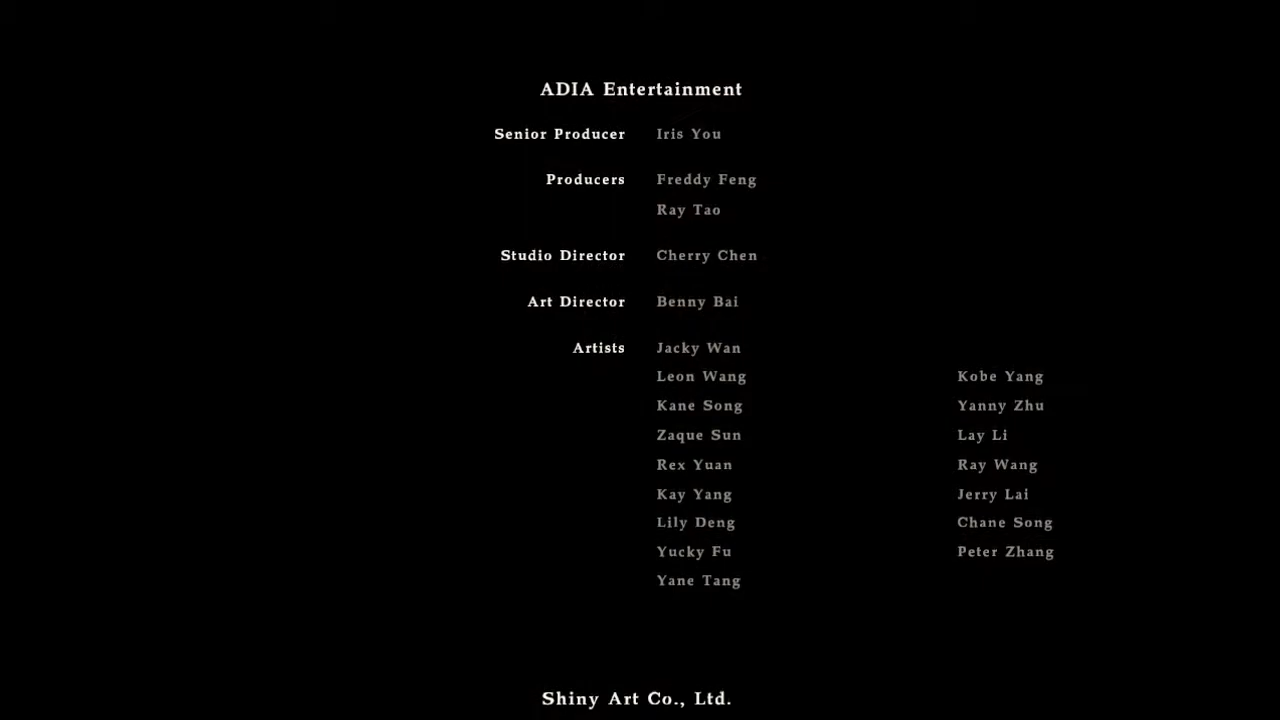 ADIA Entertainment
Senior Producer Iris You
Producers Freddy Feng
Ray Tao
Studio Director Cherry Chen
Art Director Benny Bai
Artists Jacky Wan
Leon Wang Kobe Yang
Kane Song Yanny Zhu
Zaque Sun Lay Li
Rex Yuan Ray Wang
Kay Yang Jerry Lai
Lily Deng Chane Song
Yucky Fu Peter Zhang
Yane Tang
Shiny Art Co., Ltd.